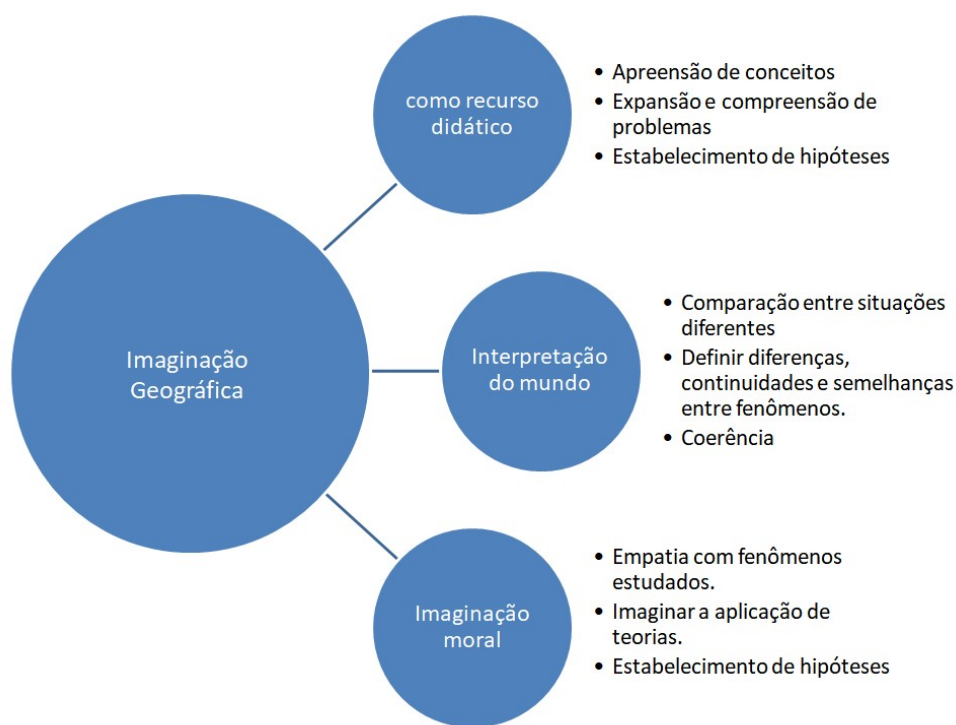 como recurso
didático
• Apreensão de conceitos
• Expansão e compreensão de
problemas
• Estabelecimento de hipóteses
Imaginação
Geográfica
Interpretação
do mundo
• Comparação entre situações
diferentes
• Definir diferenças,
continuidades e semelhanças
entre fenômenos.
• Coerência
Imaginação
moral
• Empatia com fenômenos
estudados.
• Imaginar a aplicação de
teorias.
• Estabelecimento de hipóteses